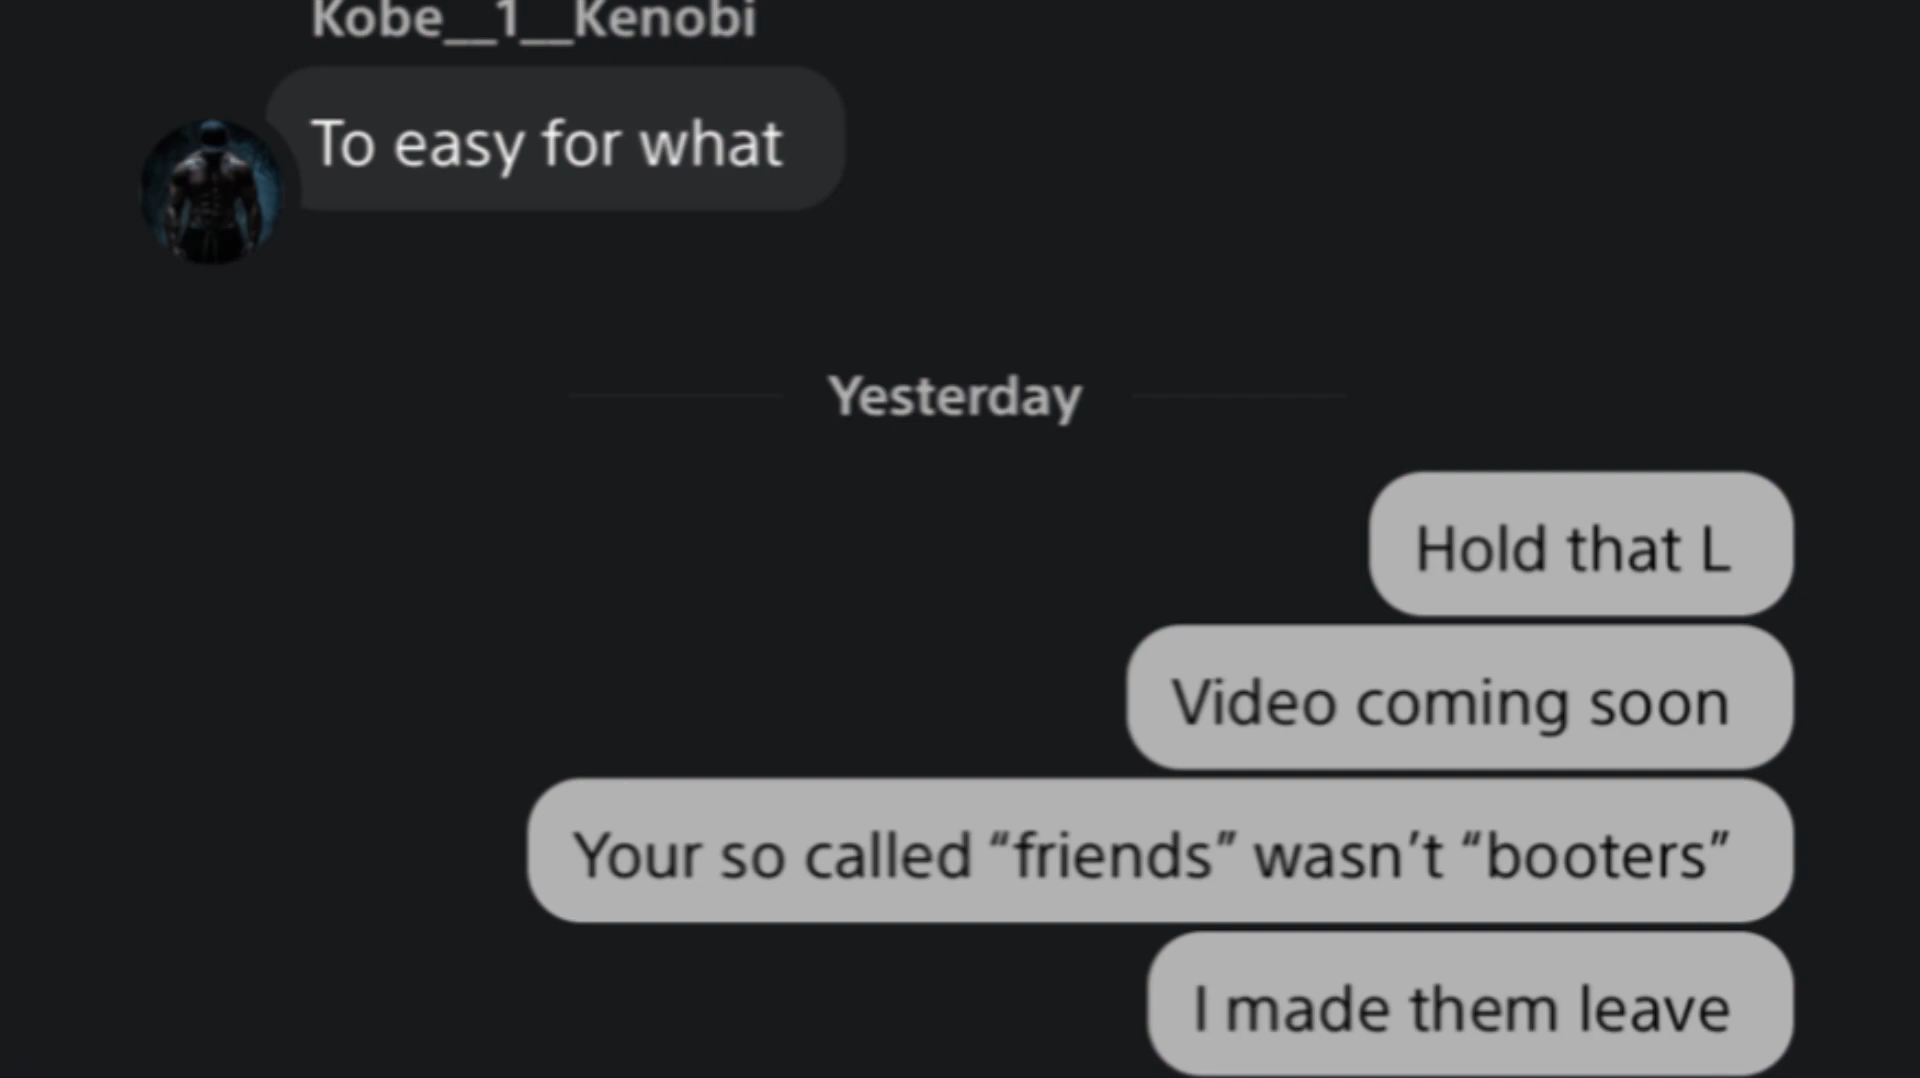 Kobe__1__Kenobi
To easy for what
Yesterday
Hold that L
Video coming soon
Your so called “friends” wasn’t “booters”
I made them leave